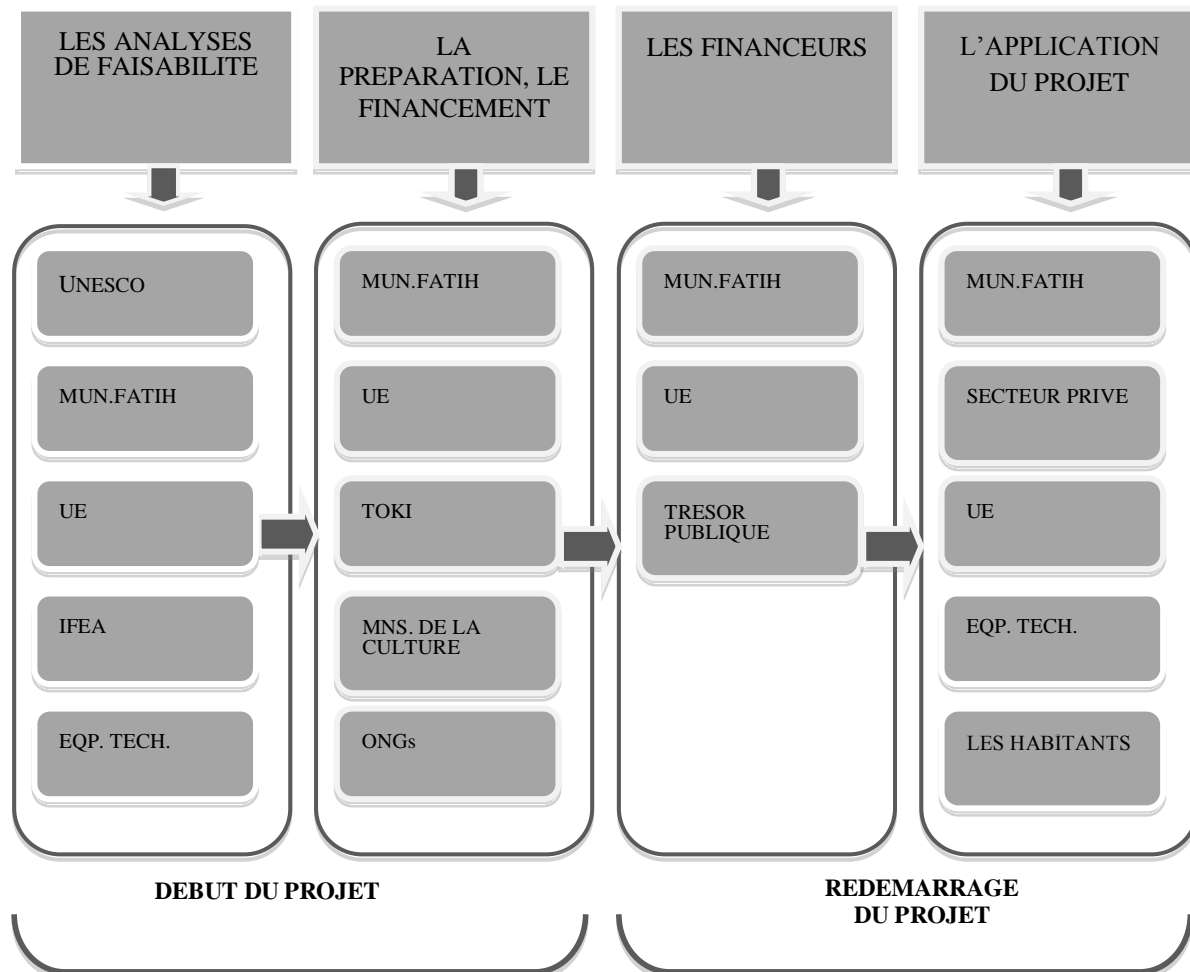 LES ANALYSES
DE FAISABILITE
LA
PREPARATION, LE
FINANCEMENT
LES FINANCEURS
L’APPLICATION
DU PROJET
UNESCO
MUN.FATIH
UE
IFEA
EQP. TECH.
MUN.FATIH
UE
TOKI
MNS. DE LA
CULTURE
ONGs
MUN.FATIH
UE
TRESOR
PUBLIQUE
MUN.FATIH
SECTEUR PRIVE
UE
EQP. TECH.
LES HABİTANTS
DEBUT DU PROJET
REDEMARRAGE
DU PROJET